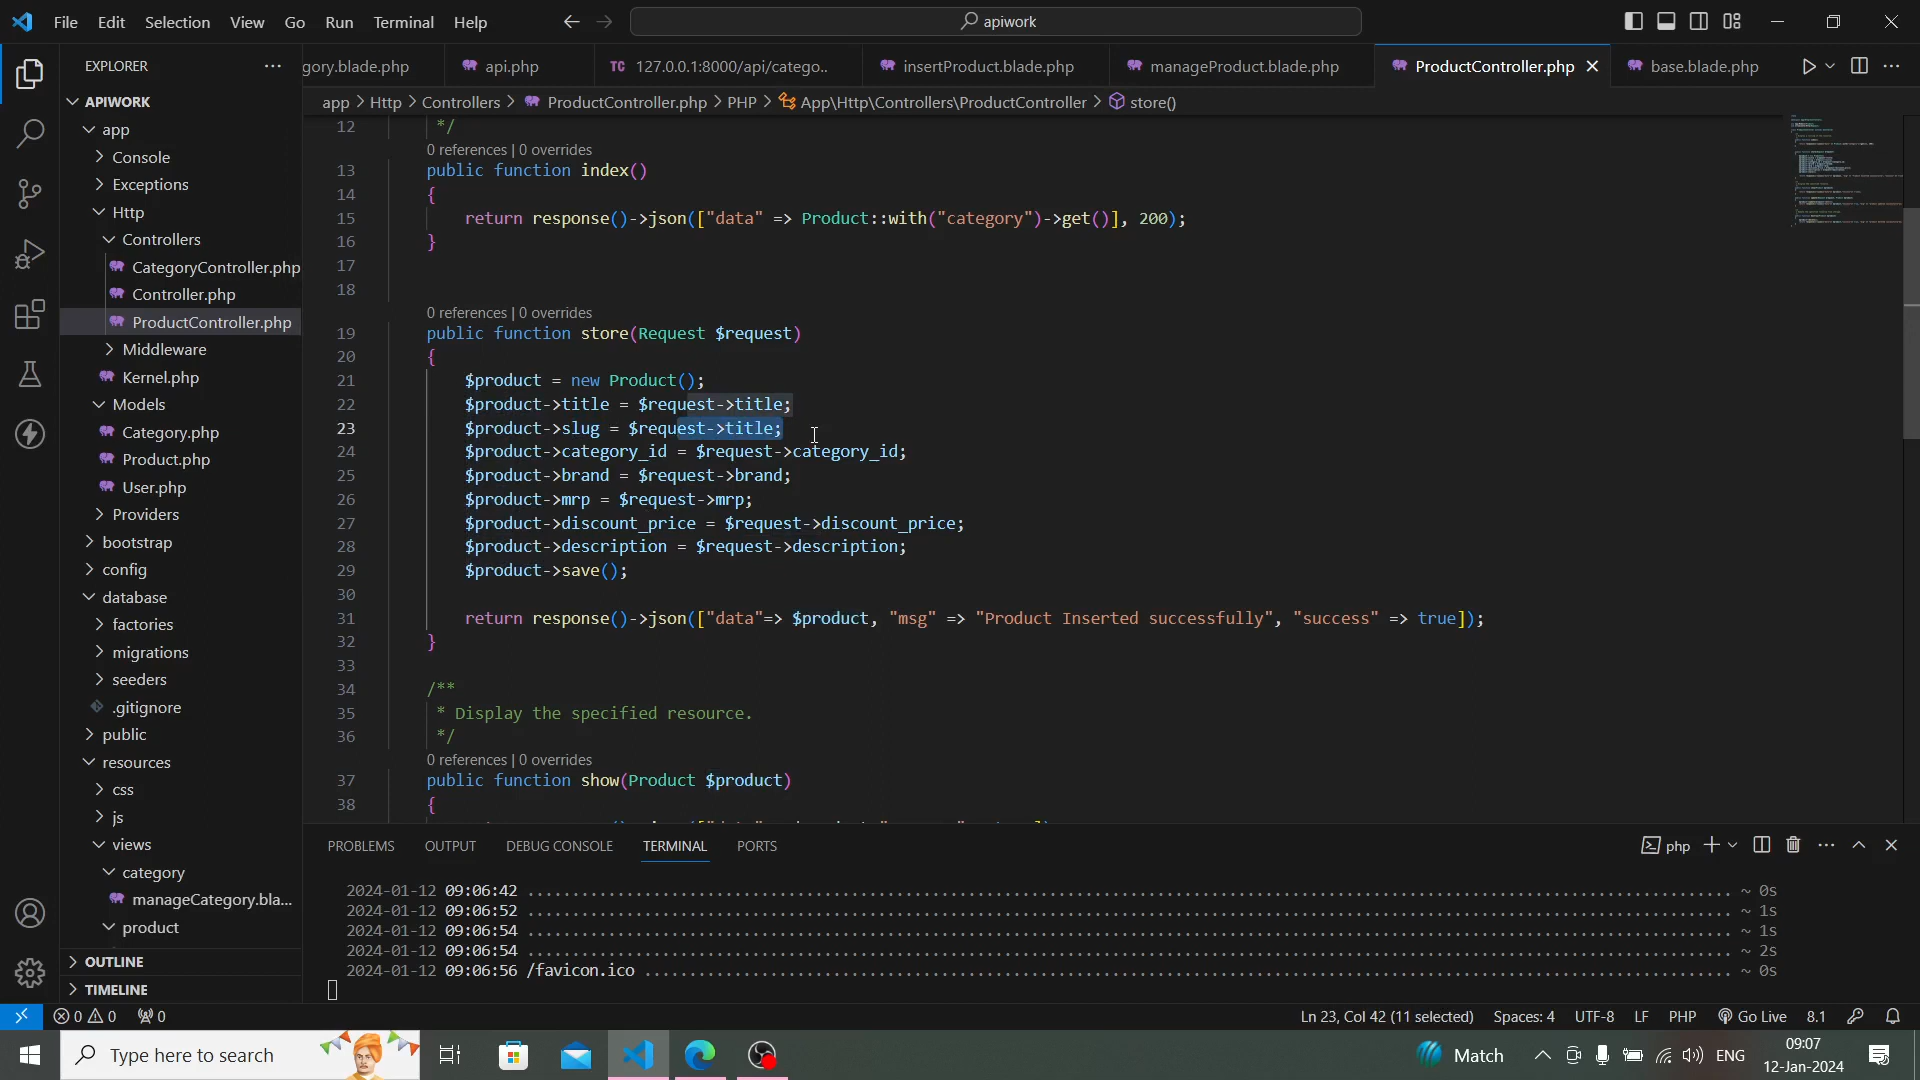 File Edit Selection View Go Run Terminal Help
apiwork
EXPLORER
gory.blade.php
api.php
TC 127.0.0.1:8000/api/catego..
insertProduct.blade.php
manageProduct.blade.php
ProductController.php
base.blade.php
app > Http > Controllers > ProductController.php > PHP > App\Http\Controllers\ProductController > store()
APIWORK
app
Console
Exceptions
Http
Controllers
CategoryController.php
Controller.php
ProductController.php
Middleware
Kernel.php
Models
Category.php
Product.php
User.php
Providers
bootstrap
config
database
factories
migrations
seeders
.gitignore
public
resources
css
js
views
category
manageCategory.bla...
product
OUTLINE
TIMELINE
12 */
0 references | 0 overrides
13 public function index()
14 {
15 return response()->json(["data" => Product::with("category")->get()], 200);
16 }
17
18
0 references | 0 overrides
19 public function store(Request $request)
20 {
21 $product = new Product();
22 $product->title = $request->title;
23 $product->slug = $request->title;
24 $product->category_id = $request->category_id;
25 $product->brand = $request->brand;
26 $product->mrp = $request->mrp;
27 $product->discount_price = $request->discount_price;
28 $product->description = $request->description;
29 $product->save();
30
31 return response()->json(["data"=> $product, "msg" => "Product Inserted successfully", "success" => true]);
32 }
33
34 /**
35 * Display the specified resource.
36 */
0 references | 0 overrides
37 public function show(Product $product)
38 {
PROBLEMS OUTPUT DEBUG CONSOLE TERMINAL PORTS
php
2024-01-12 09:06:42 ~ 0s
2024-01-12 09:06:52 ~ 1s
2024-01-12 09:06:54 ~ 1s
2024-01-12 09:06:54 ~ 2s
2024-01-12 09:06:56 /favicon.ico ~ 0s
0 0 0
Ln 23, Col 42 (11 selected) Spaces: 4 UTF-8 LF PHP Go Live 8.1
Type here to search
Match
ENG
09:07
12-Jan-2024